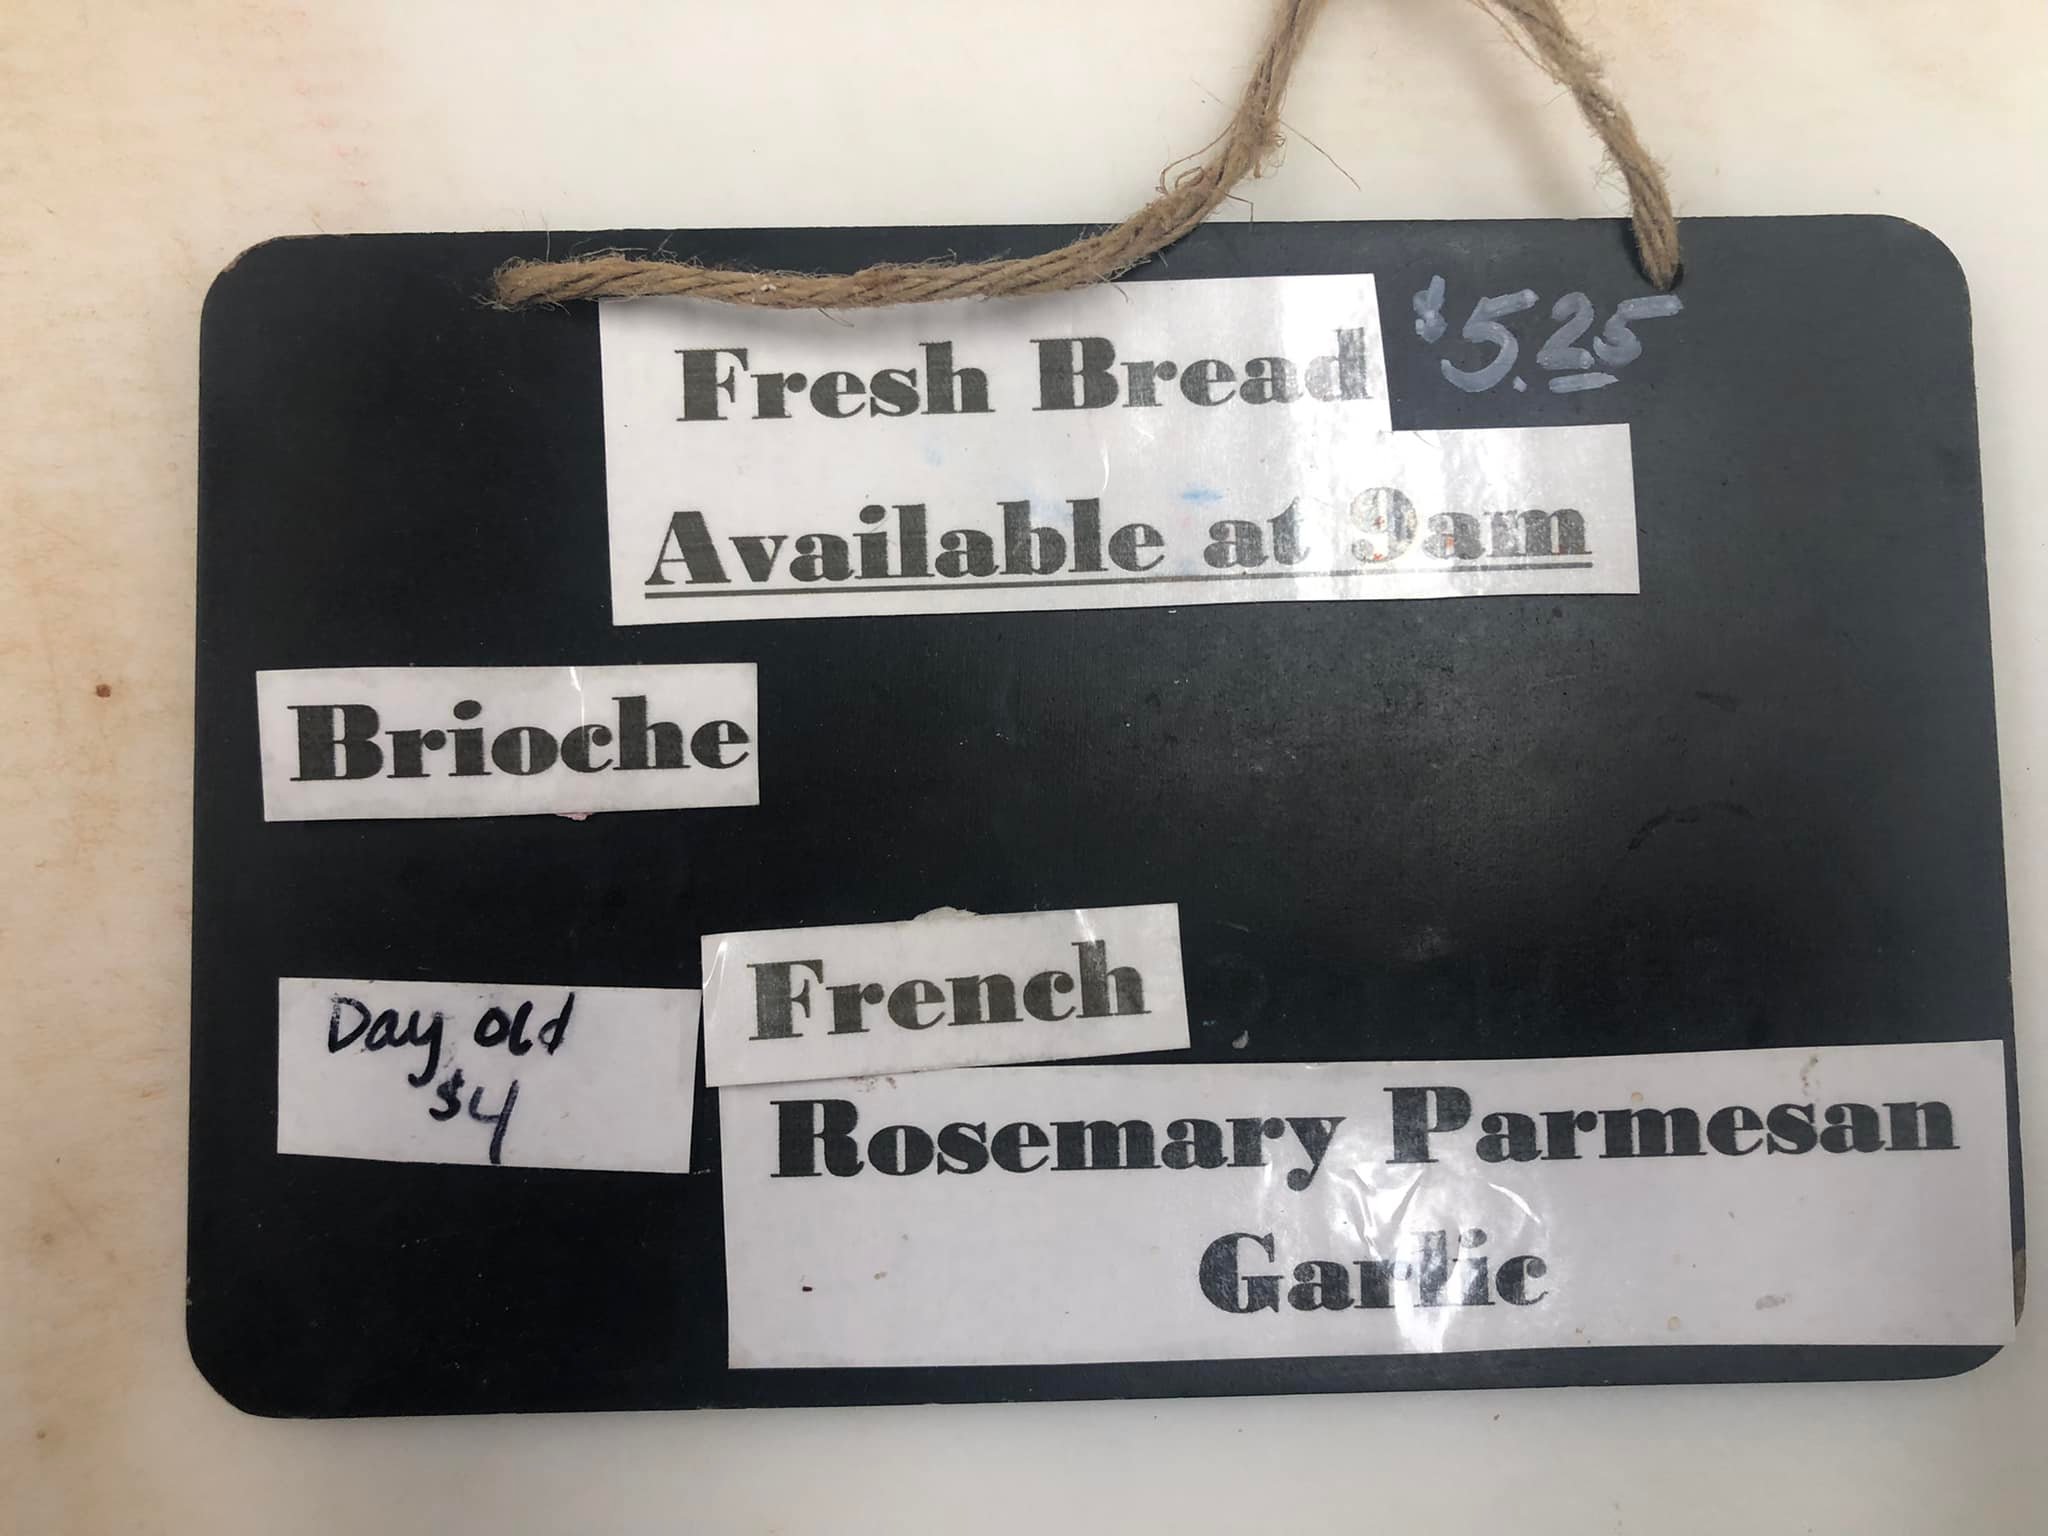 Fresh Bread $5.25
Available at 9am
Brioche
Day old
$4
French
Rosemary Parmesan
Garlic